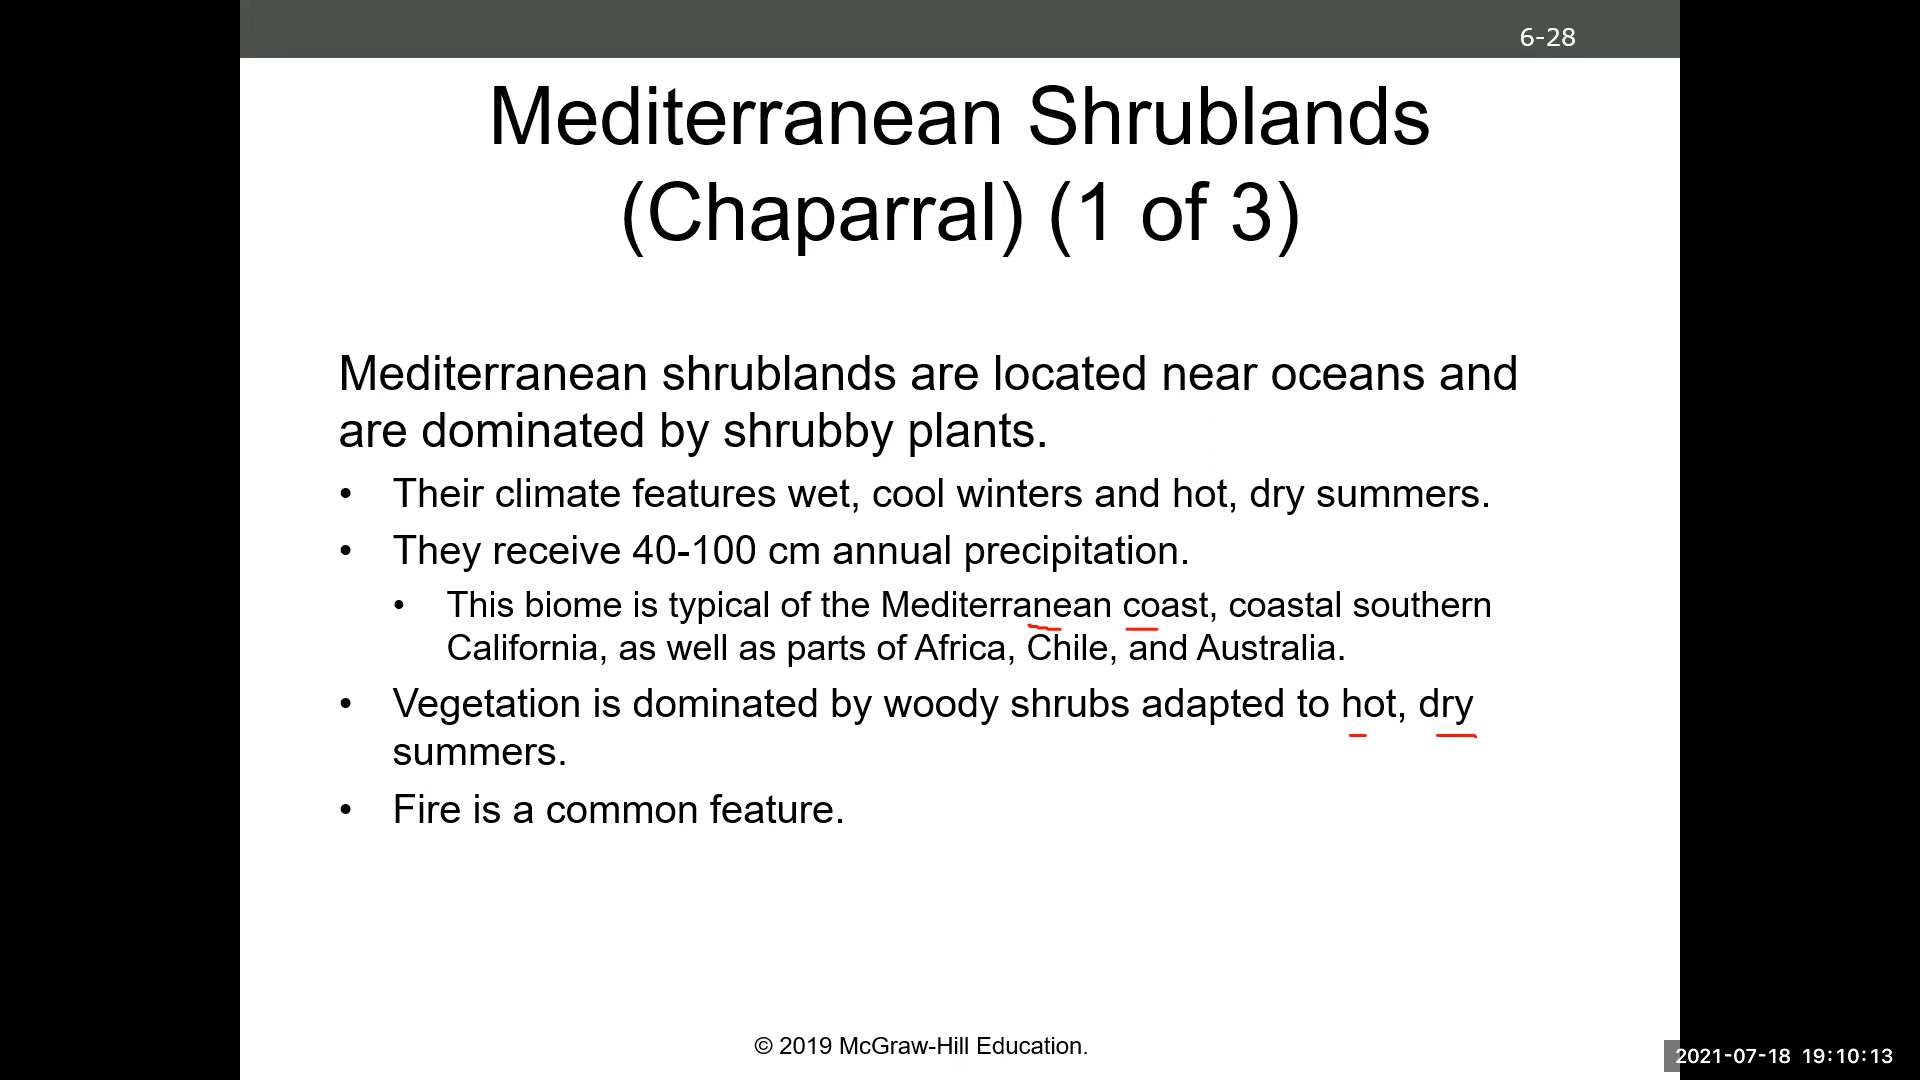 6-28
Mediterranean Shrublands
(Chaparral) (1 of 3)
Mediterranean shrublands are located near oceans and
are dominated by shrubby plants.
• Their climate features wet, cool winters and hot, dry summers.
• They receive 40-100 cm annual precipitation.
• This biome is typical of the Mediterranean coast, coastal southern
California, as well as parts of Africa, Chile, and Australia.
• Vegetation is dominated by woody shrubs adapted to hot, dry
summers.
• Fire is a common feature.
© 2019 McGraw-Hill Education.
2021-07-18 19:10:13